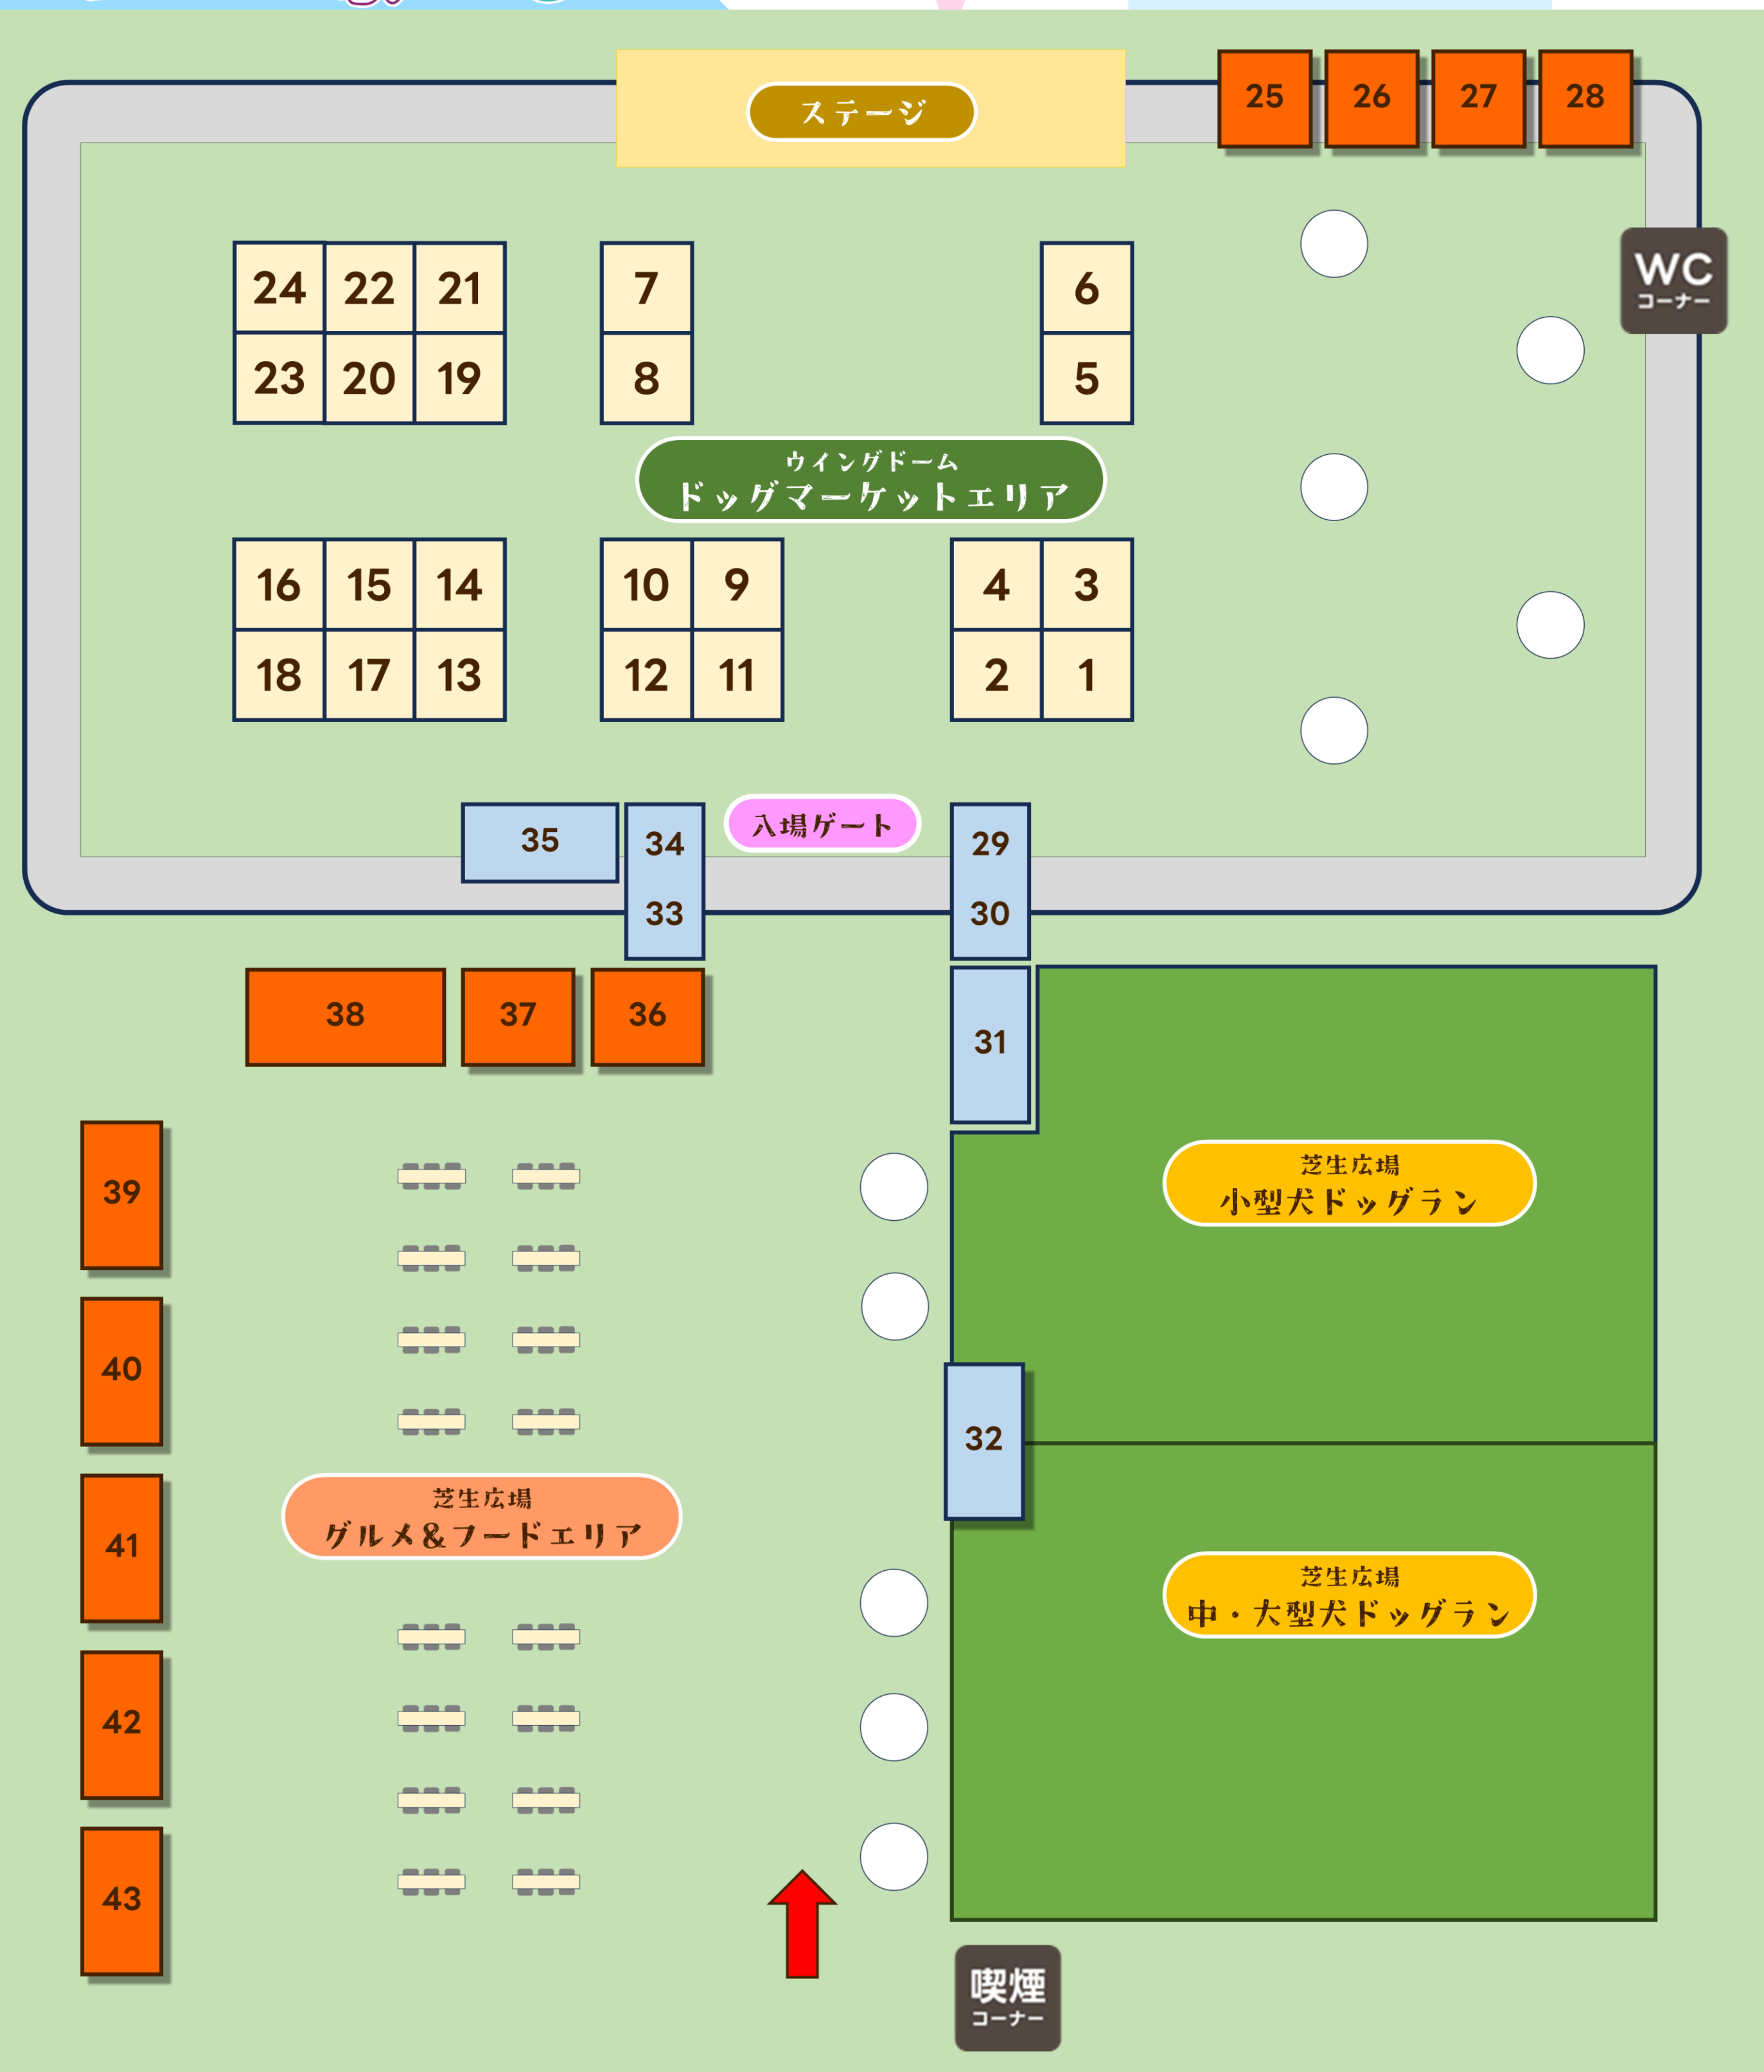 ステージ
25 26 27 28
WC
コーナー
24 22 21 7 6
23 20 19 8 5
ウイングドーム
ドッグマーケットエリア
16 15 14 10 9 4 3
18 17 13 12 11 2 1
35 34 入場ゲート 29
33 30
38 37 36 31
芝生広場
小型犬ドッグラン
39
40
32
芝生広場
グルメ&フードエリア
41
芝生広場
中・大型犬ドッグラン
42
43
喫煙
コーナー